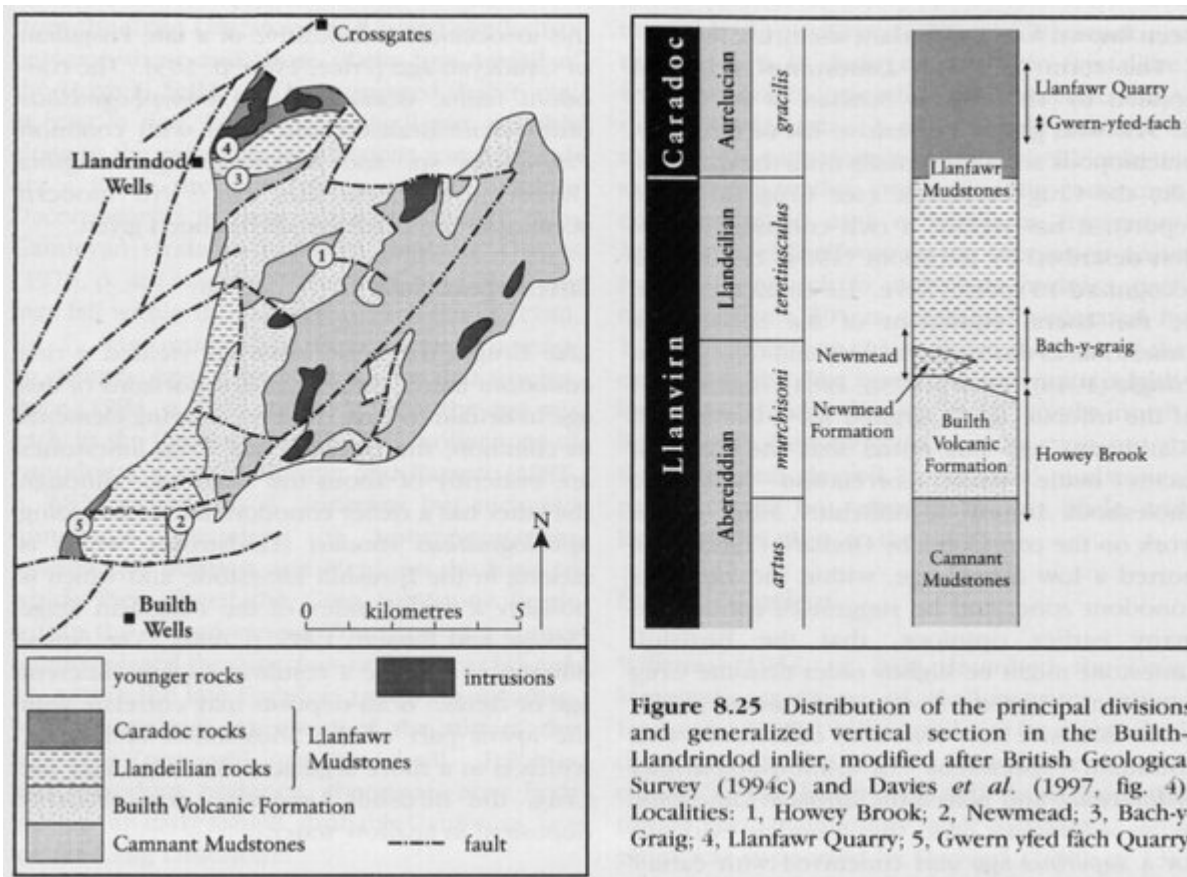 Crossgates
Llandrindod
Wells
4
3
1
5
2
N
Builth
Wells
0 kilometres 5
younger rocks
intrusions
Caradoc rocks
Llandeilian rocks
Llanfawr
Mudstones
Builth Volcanic Formation
Camnant Mudstones
fault
Caradoc
Aurelucian
gracilis
Llanvirn
Llandeilian
teretiusculus
Abereiddian
murchisoni
artus
Llanfawr Quarry
Gwern-yfed-fach
Llanfawr
Mudstones
Bach-y-graig
Newmead
Newmead
Formation
Builth
Volcanic
Formation
Howey Brook
Mudstones
Figure 8.25 Distribution of the principal divisions
and generalized vertical section in the Builth-
Llandrindod inlier, modified after British Geologica
Survey (1994c) and Davies et al. (1997, fig. 4)
Localities: 1, Howey Brook; 2, Newmead; 3, Bach-y
Graig; 4, Llanfawr Quarry; 5, Gwern yfed fâch Quarry